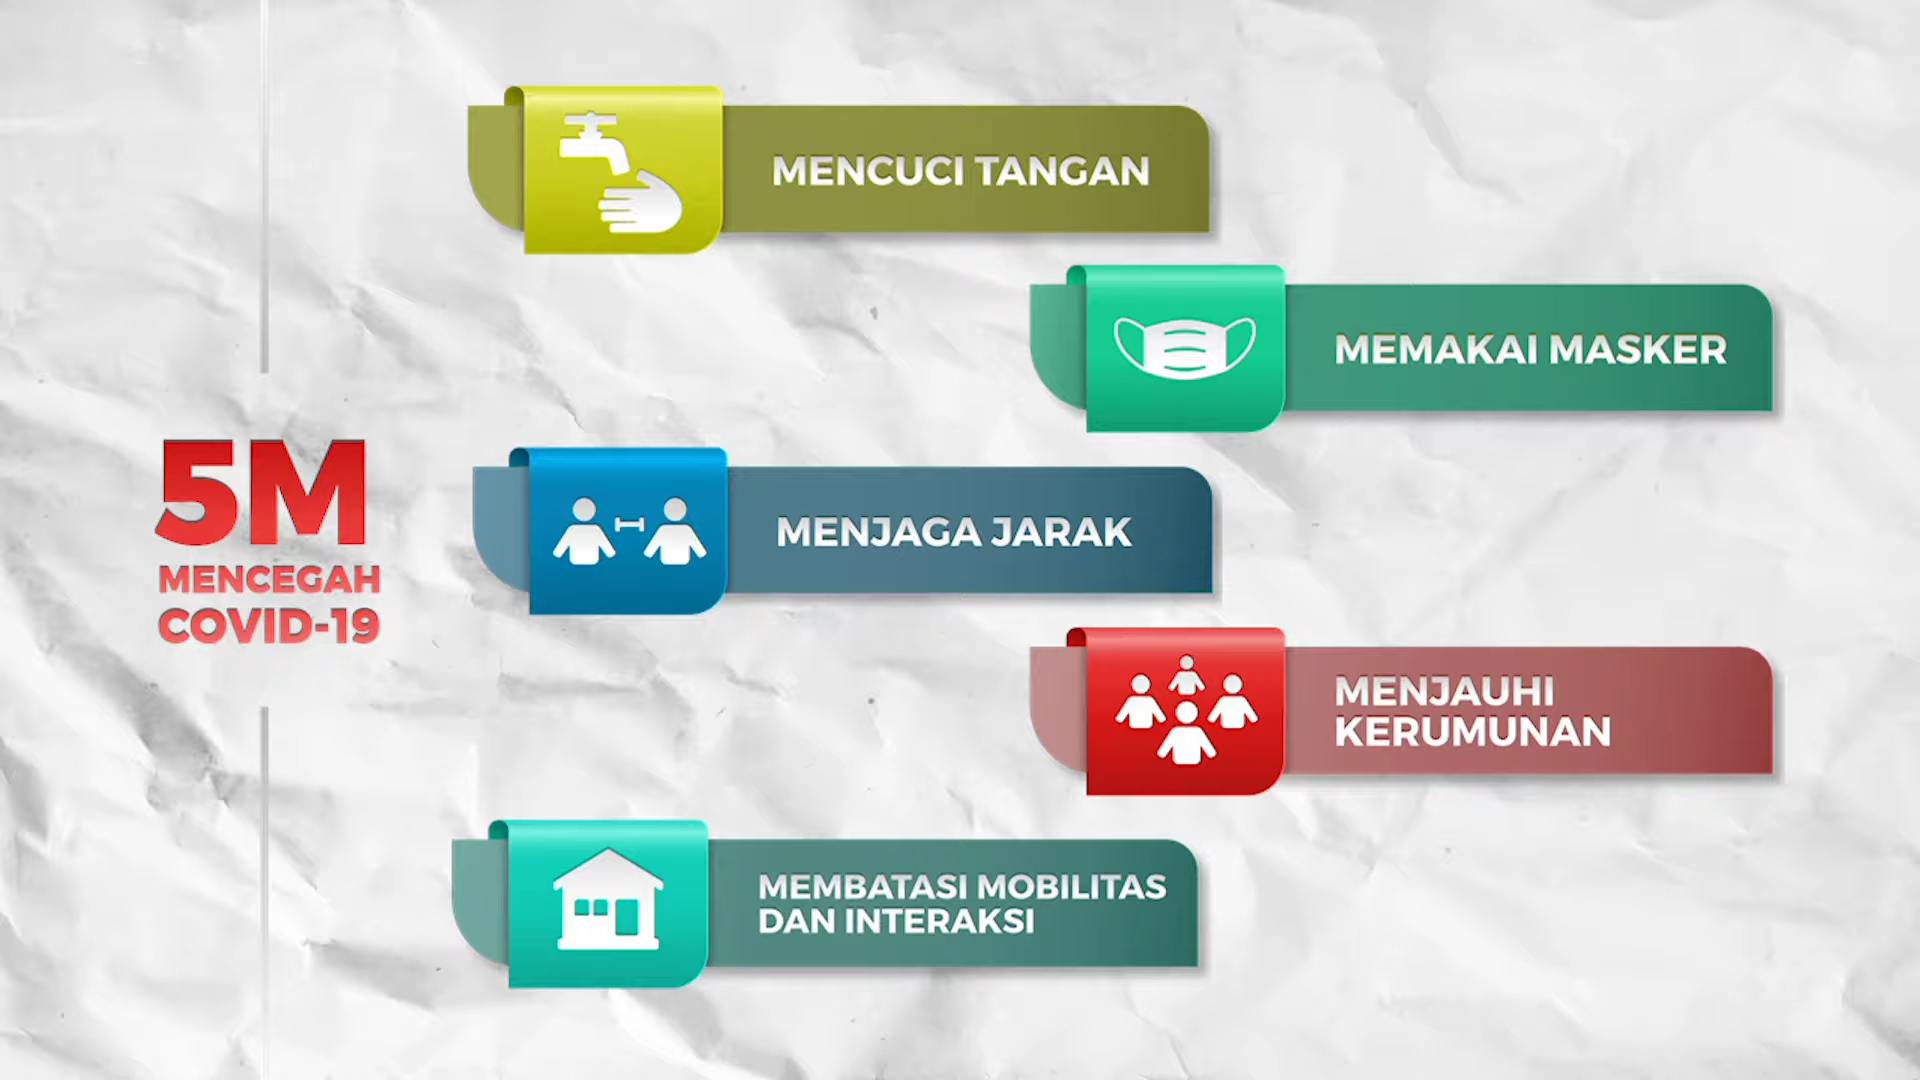 5M
MENCEGAH
COVID-19
MENCUCI TANGAN
MEMAKAI MASKER
MENJAGA JARAK
MENJAUHI
KERUMUNAN
MEMBATASI MOBILITAS
DAN INTERAKSI